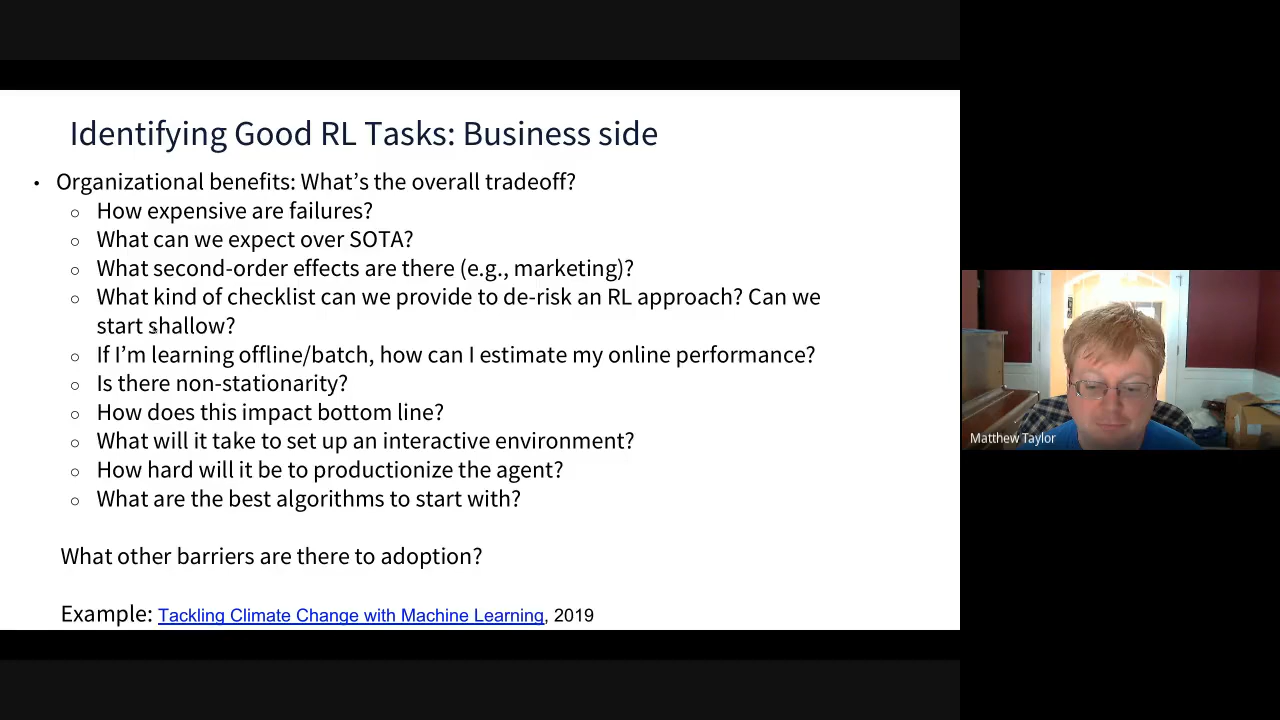 Identifying Good RL Tasks: Business side
• Organizational benefits: What's the overall tradeoff?
○ How expensive are failures?
○ What can we expect over SOTA?
○ What second-order effects are there (e.g., marketing)?
○ What kind of checklist can we provide to de-risk an RL approach? Can we
start shallow?
○ If I'm learning offline/batch, how can I estimate my online performance?
○ Is there non-stationarity?
○ How does this impact bottom line?
○ What will it take to set up an interactive environment?
○ How hard will it be to productionize the agent?
○ What are the best algorithms to start with?
What other barriers are there to adoption?
Example: Tackling Climate Change with Machine Learning, 2019
Matthew Taylor